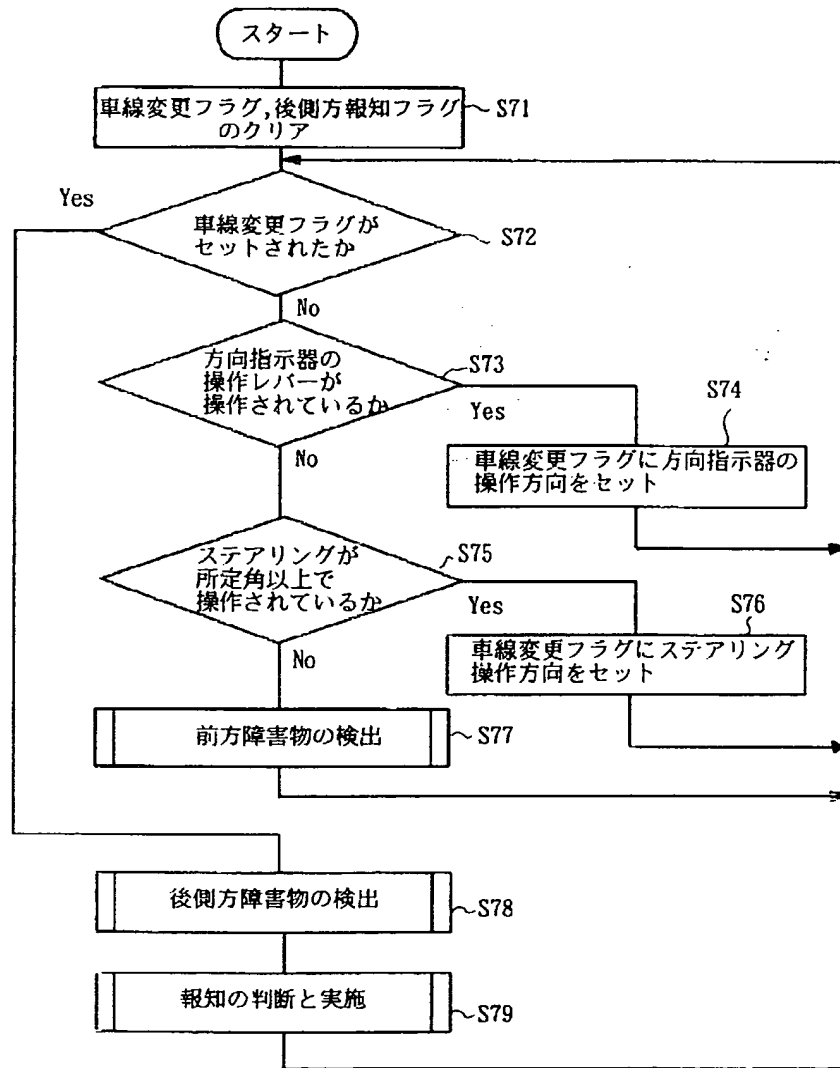 スタート
車線変更フラグ,後側方報知フラグ
のクリア
S71
Yes
車線変更フラグが
セットされたか
S72
No
方向指示器の
操作レバーが
操作されているか
S73
Yes
S74
No
車線変更フラグに方向指示器の
操作方向をセット
ステアリングが
所定角以上で
操作されているか
S75
Yes
S76
No
車線変更フラグにステアリング
操作方向をセット
前方障害物の検出
S77
後側方障害物の検出
S78
報知の判断と実施
S79